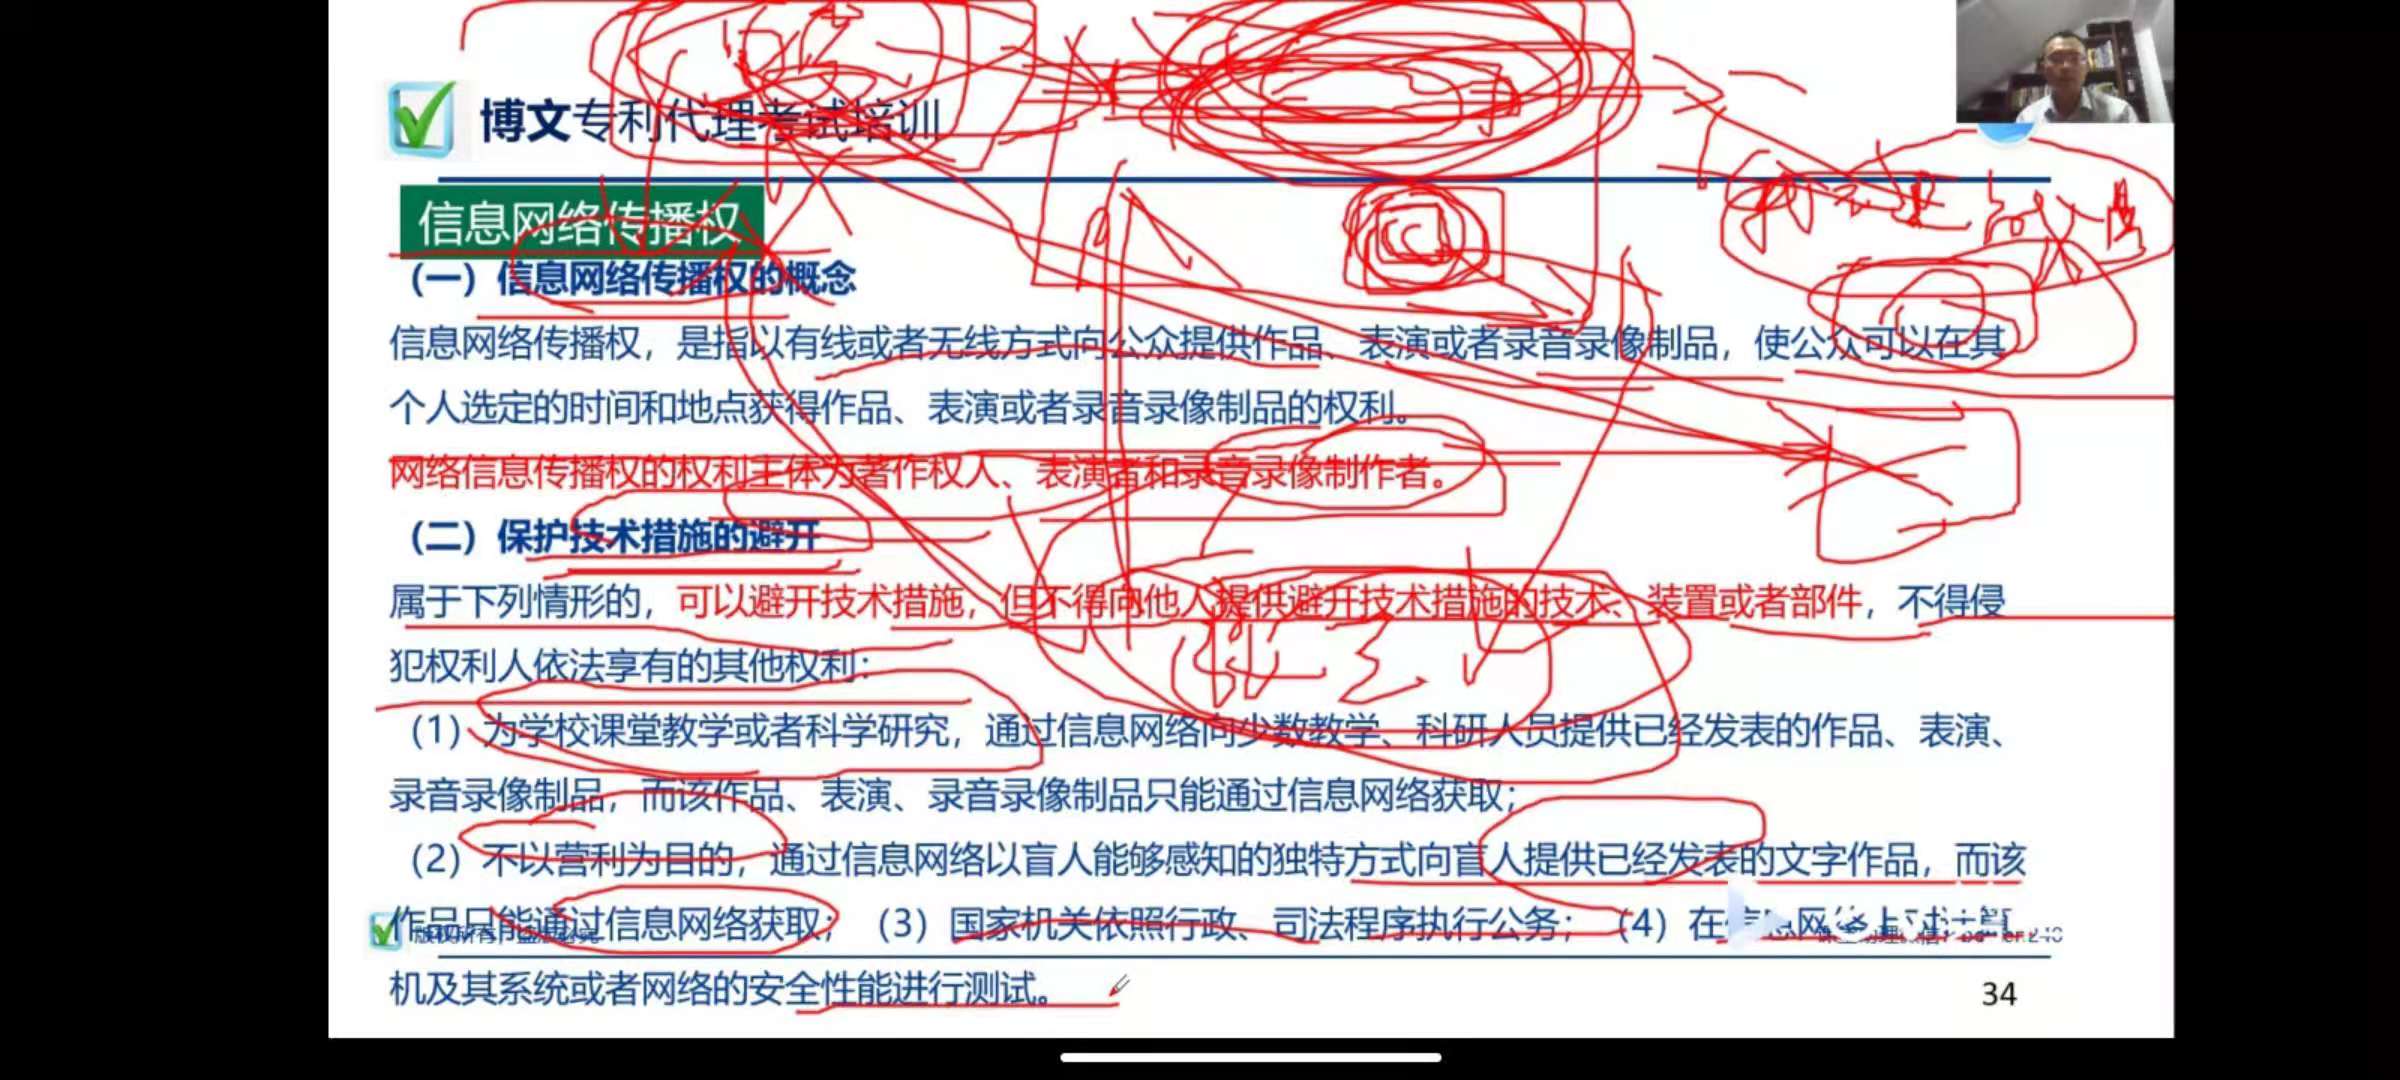 博文专利代理考试培训
信息网络传播权
（一）信息网络传播权的概念
信息网络传播权，是指以有线或者无线方式向公众提供作品、表演或者录音录像制品，使公众可以在其
个人选定的时间和地点获得作品、表演或者录音录像制品的权利。
网络信息传播权的权利主体为著作权人、表演者和录音录像制作者。
（二）保护技术措施的避开
属于下列情形的，可以避开技术措施，但不得向他人提供避开技术措施的技术、装置或者部件，不得侵
犯权利人依法享有的其他权利：
（1）为学校课堂教学或者科学研究，通过信息网络向少数教学、科研人员提供已经发表的作品、表演、
录音录像制品，而该作品、表演、录音录像制品只能通过信息网络获取；
（2）不以营利为目的，通过信息网络以盲人能够感知的独特方式向盲人提供已经发表的文字作品，而该
作品只能通过信息网络获取；（3）国家机关依照行政、司法程序执行公务；（4）在信息网络上对计算
版权所有，盗版必究
机及其系统或者网络的安全性能进行测试。
34